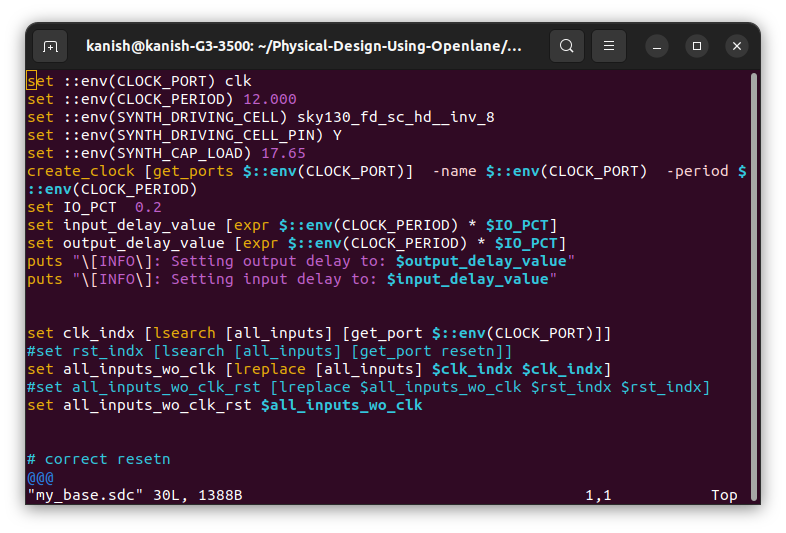 kanish@kanish-G3-3500: ~/Physical-Design-Using-Openlane/...
set ::env(CLOCK_PORT) clk
set ::env(CLOCK_PERIOD) 12.000
set ::env(SYNTH_DRIVING_CELL) sky130_fd_sc_hd__inv_8
set ::env(SYNTH_DRIVING_CELL_PIN) Y
set ::env(SYNTH_CAP_LOAD) 17.65
create_clock [get_ports $::env(CLOCK_PORT)]  -name $::env(CLOCK_PORT)  -period $
::env(CLOCK_PERIOD)
set IO_PCT  0.2
set input_delay_value [expr $::env(CLOCK_PERIOD) * $IO_PCT]
set output_delay_value [expr $::env(CLOCK_PERIOD) * $IO_PCT]
puts "\[INFO\]: Setting output delay to: $output_delay_value"
puts "\[INFO\]: Setting input delay to: $input_delay_value"
set clk_indx [lsearch [all_inputs] [get_port $::env(CLOCK_PORT)]]
#set rst_indx [lsearch [all_inputs] [get_port resetn]]
set all_inputs_wo_clk [lreplace [all_inputs] $clk_indx $clk_indx]
#set all_inputs_wo_clk_rst [lreplace $all_inputs_wo_clk $rst_indx $rst_indx]
set all_inputs_wo_clk_rst $all_inputs_wo_clk
# correct resetn
@@@
"my_base.sdc" 30L, 1388B 1,1 Top